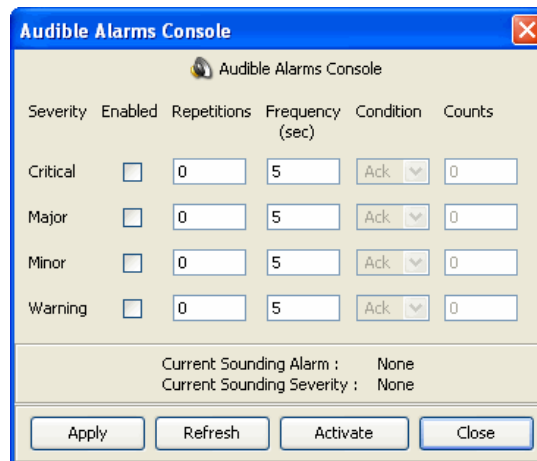 Audible Alarms Console
Audible Alarms Console
Severity Enabled Repetitions Frequency (sec) Condition Counts
Critical 0 5 Ack 0
Major 0 5 Ack 0
Minor 0 5 Ack 0
Warning 0 5 Ack 0
Current Sounding Alarm : None
Current Sounding Severity : None
Apply Refresh Activate Close